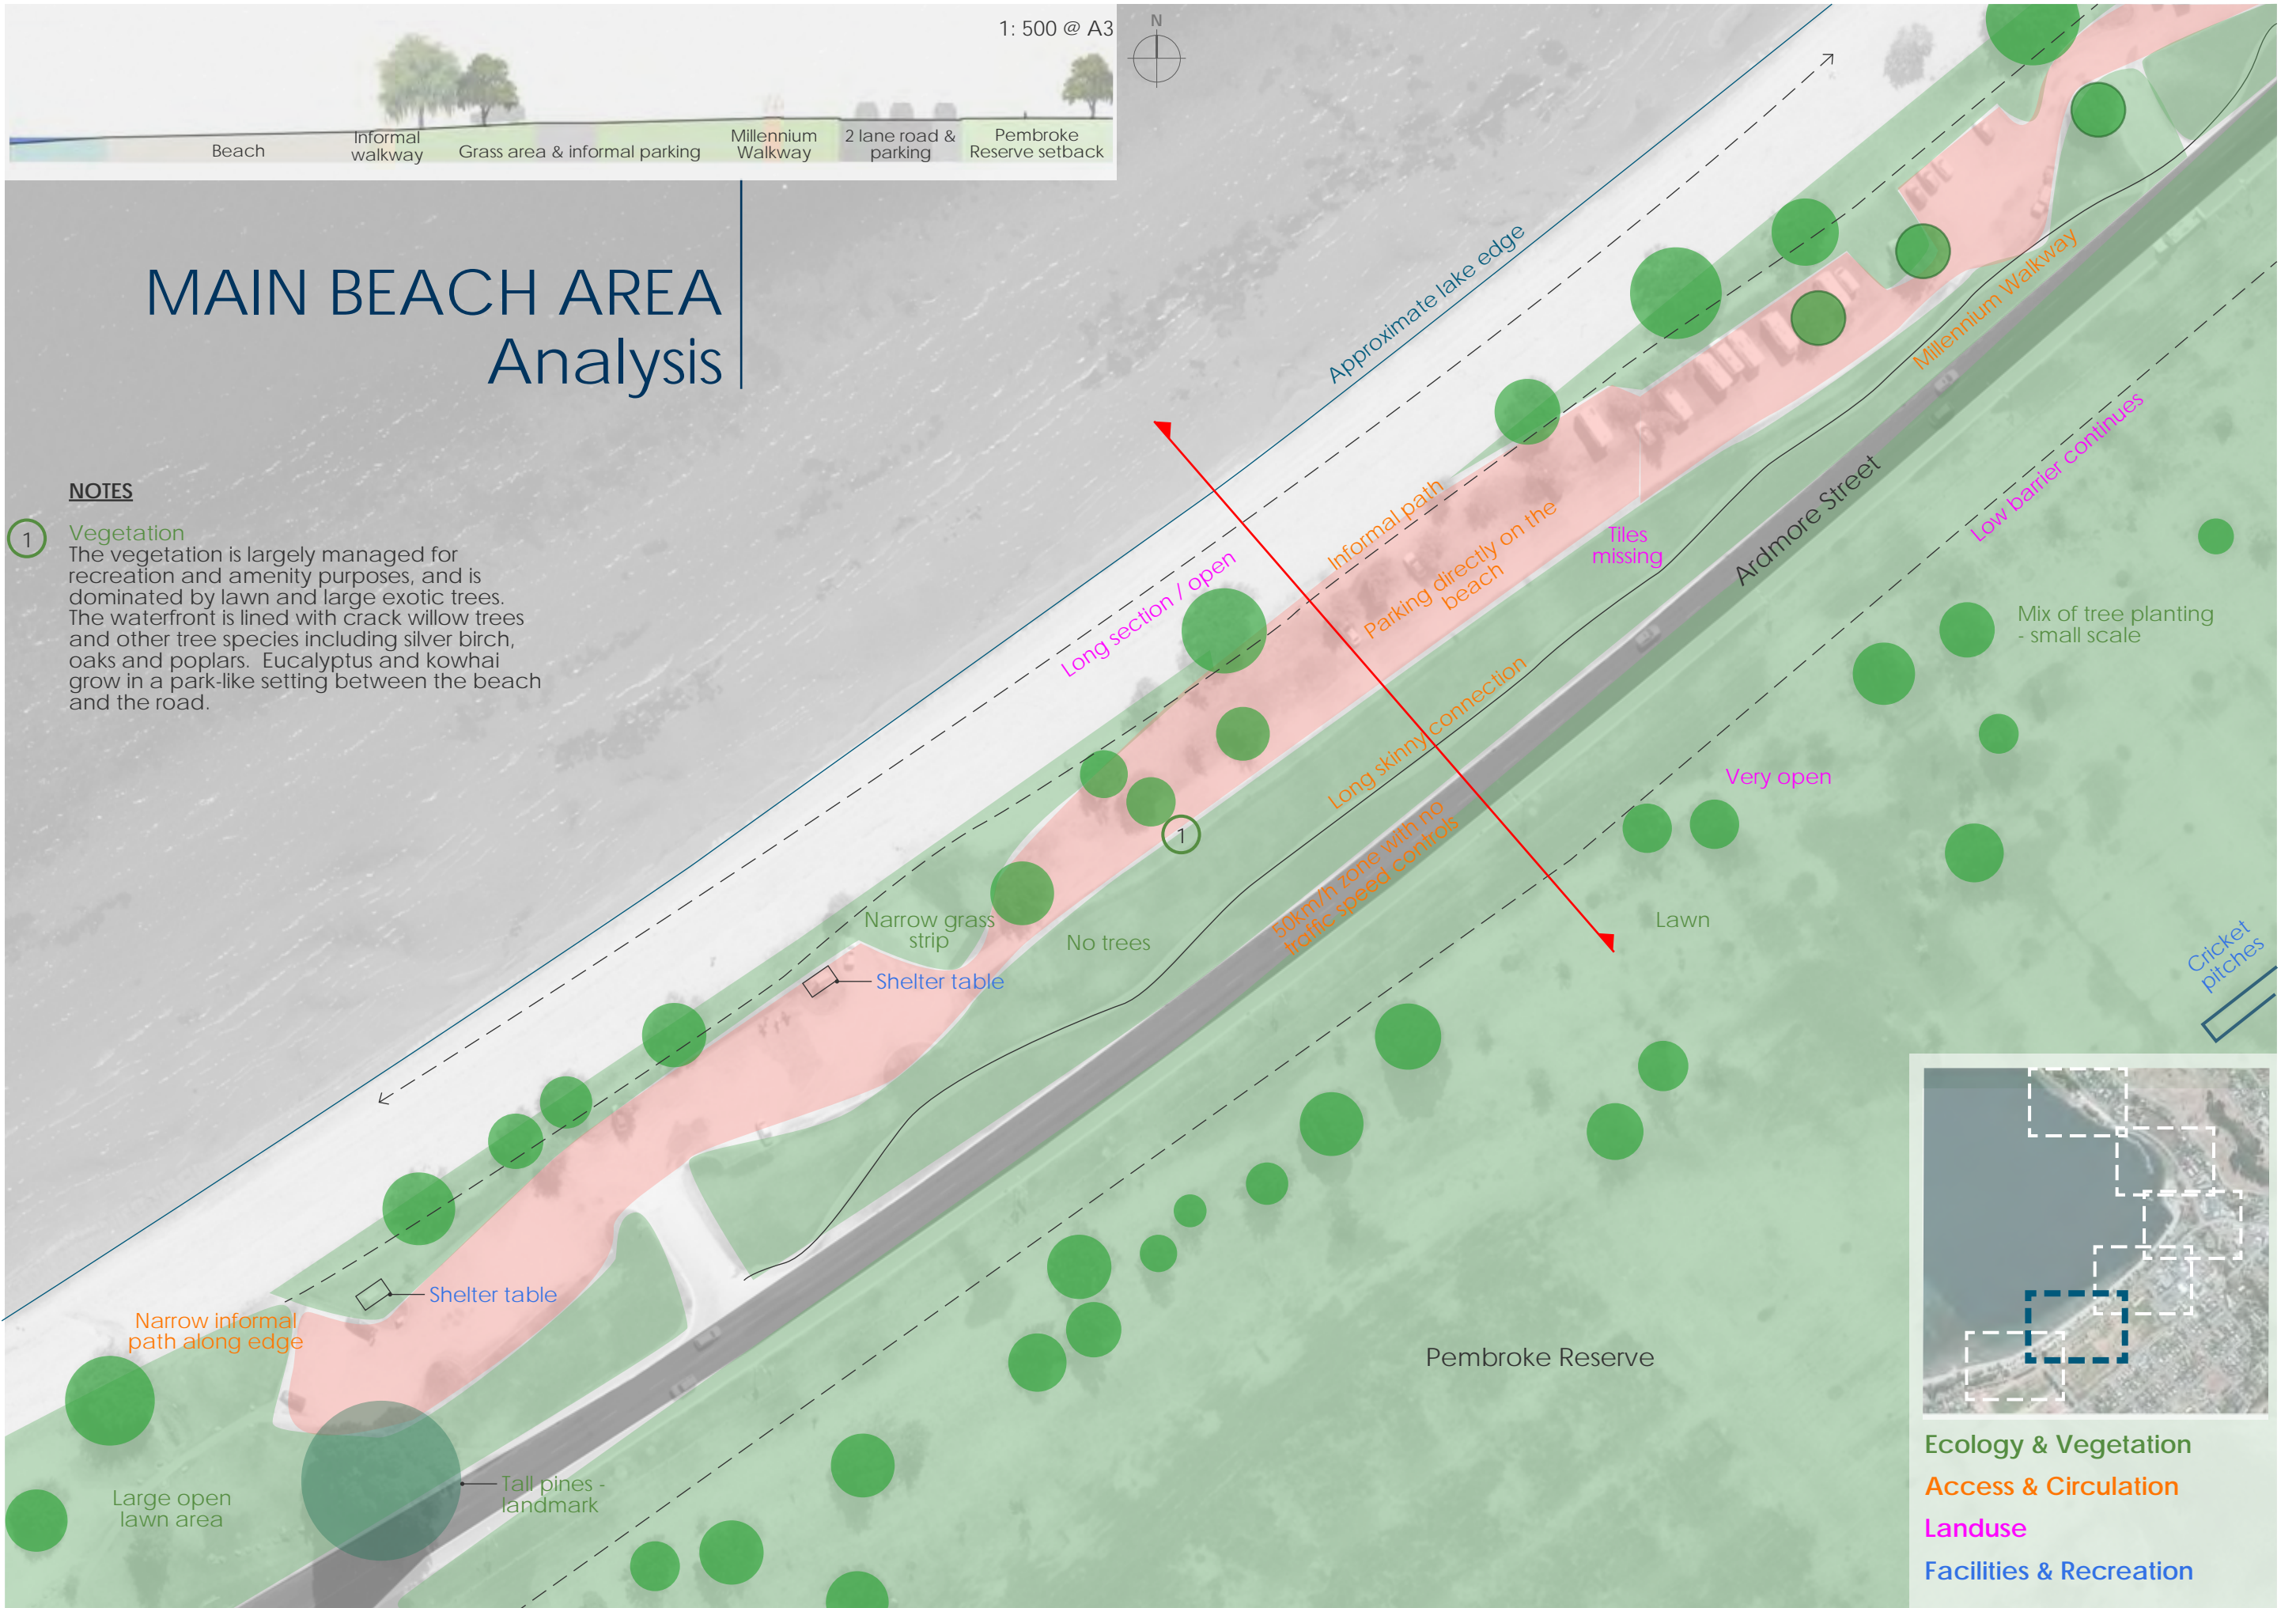 1: 500 @ A3
N
Beach
Informal
walkway
Grass area & informal parking
Millennium
Walkway
2 lane road &
parking
Pembroke
Reserve setback
MAIN BEACH AREA
Analysis
NOTES
1
Vegetation
The vegetation is largely managed for
recreation and amenity purposes, and is
dominated by lawn and large exotic trees.
The waterfront is lined with crack willow trees
and other tree species including silver birch,
oaks and poplars. Eucalyptus and kowhai
grow in a park-like setting between the beach
and the road.
Approximate lake edge
Millennium Walkway
Low barrier continues
Ardmore Street
Informal path
Parking directly on the
beach
Tiles
missing
Long section / open
Mix of tree planting
- small scale
Long skinny connection
Very open
1
50km/h zone with no
traffic speed controls
Narrow grass
strip
No trees
Lawn
Cricket
pitches
Shelter table
Shelter table
Narrow informal
path along edge
Pembroke Reserve
Tall pines -
landmark
Large open
lawn area
Ecology & Vegetation
Access & Circulation
Landuse
Facilities & Recreation